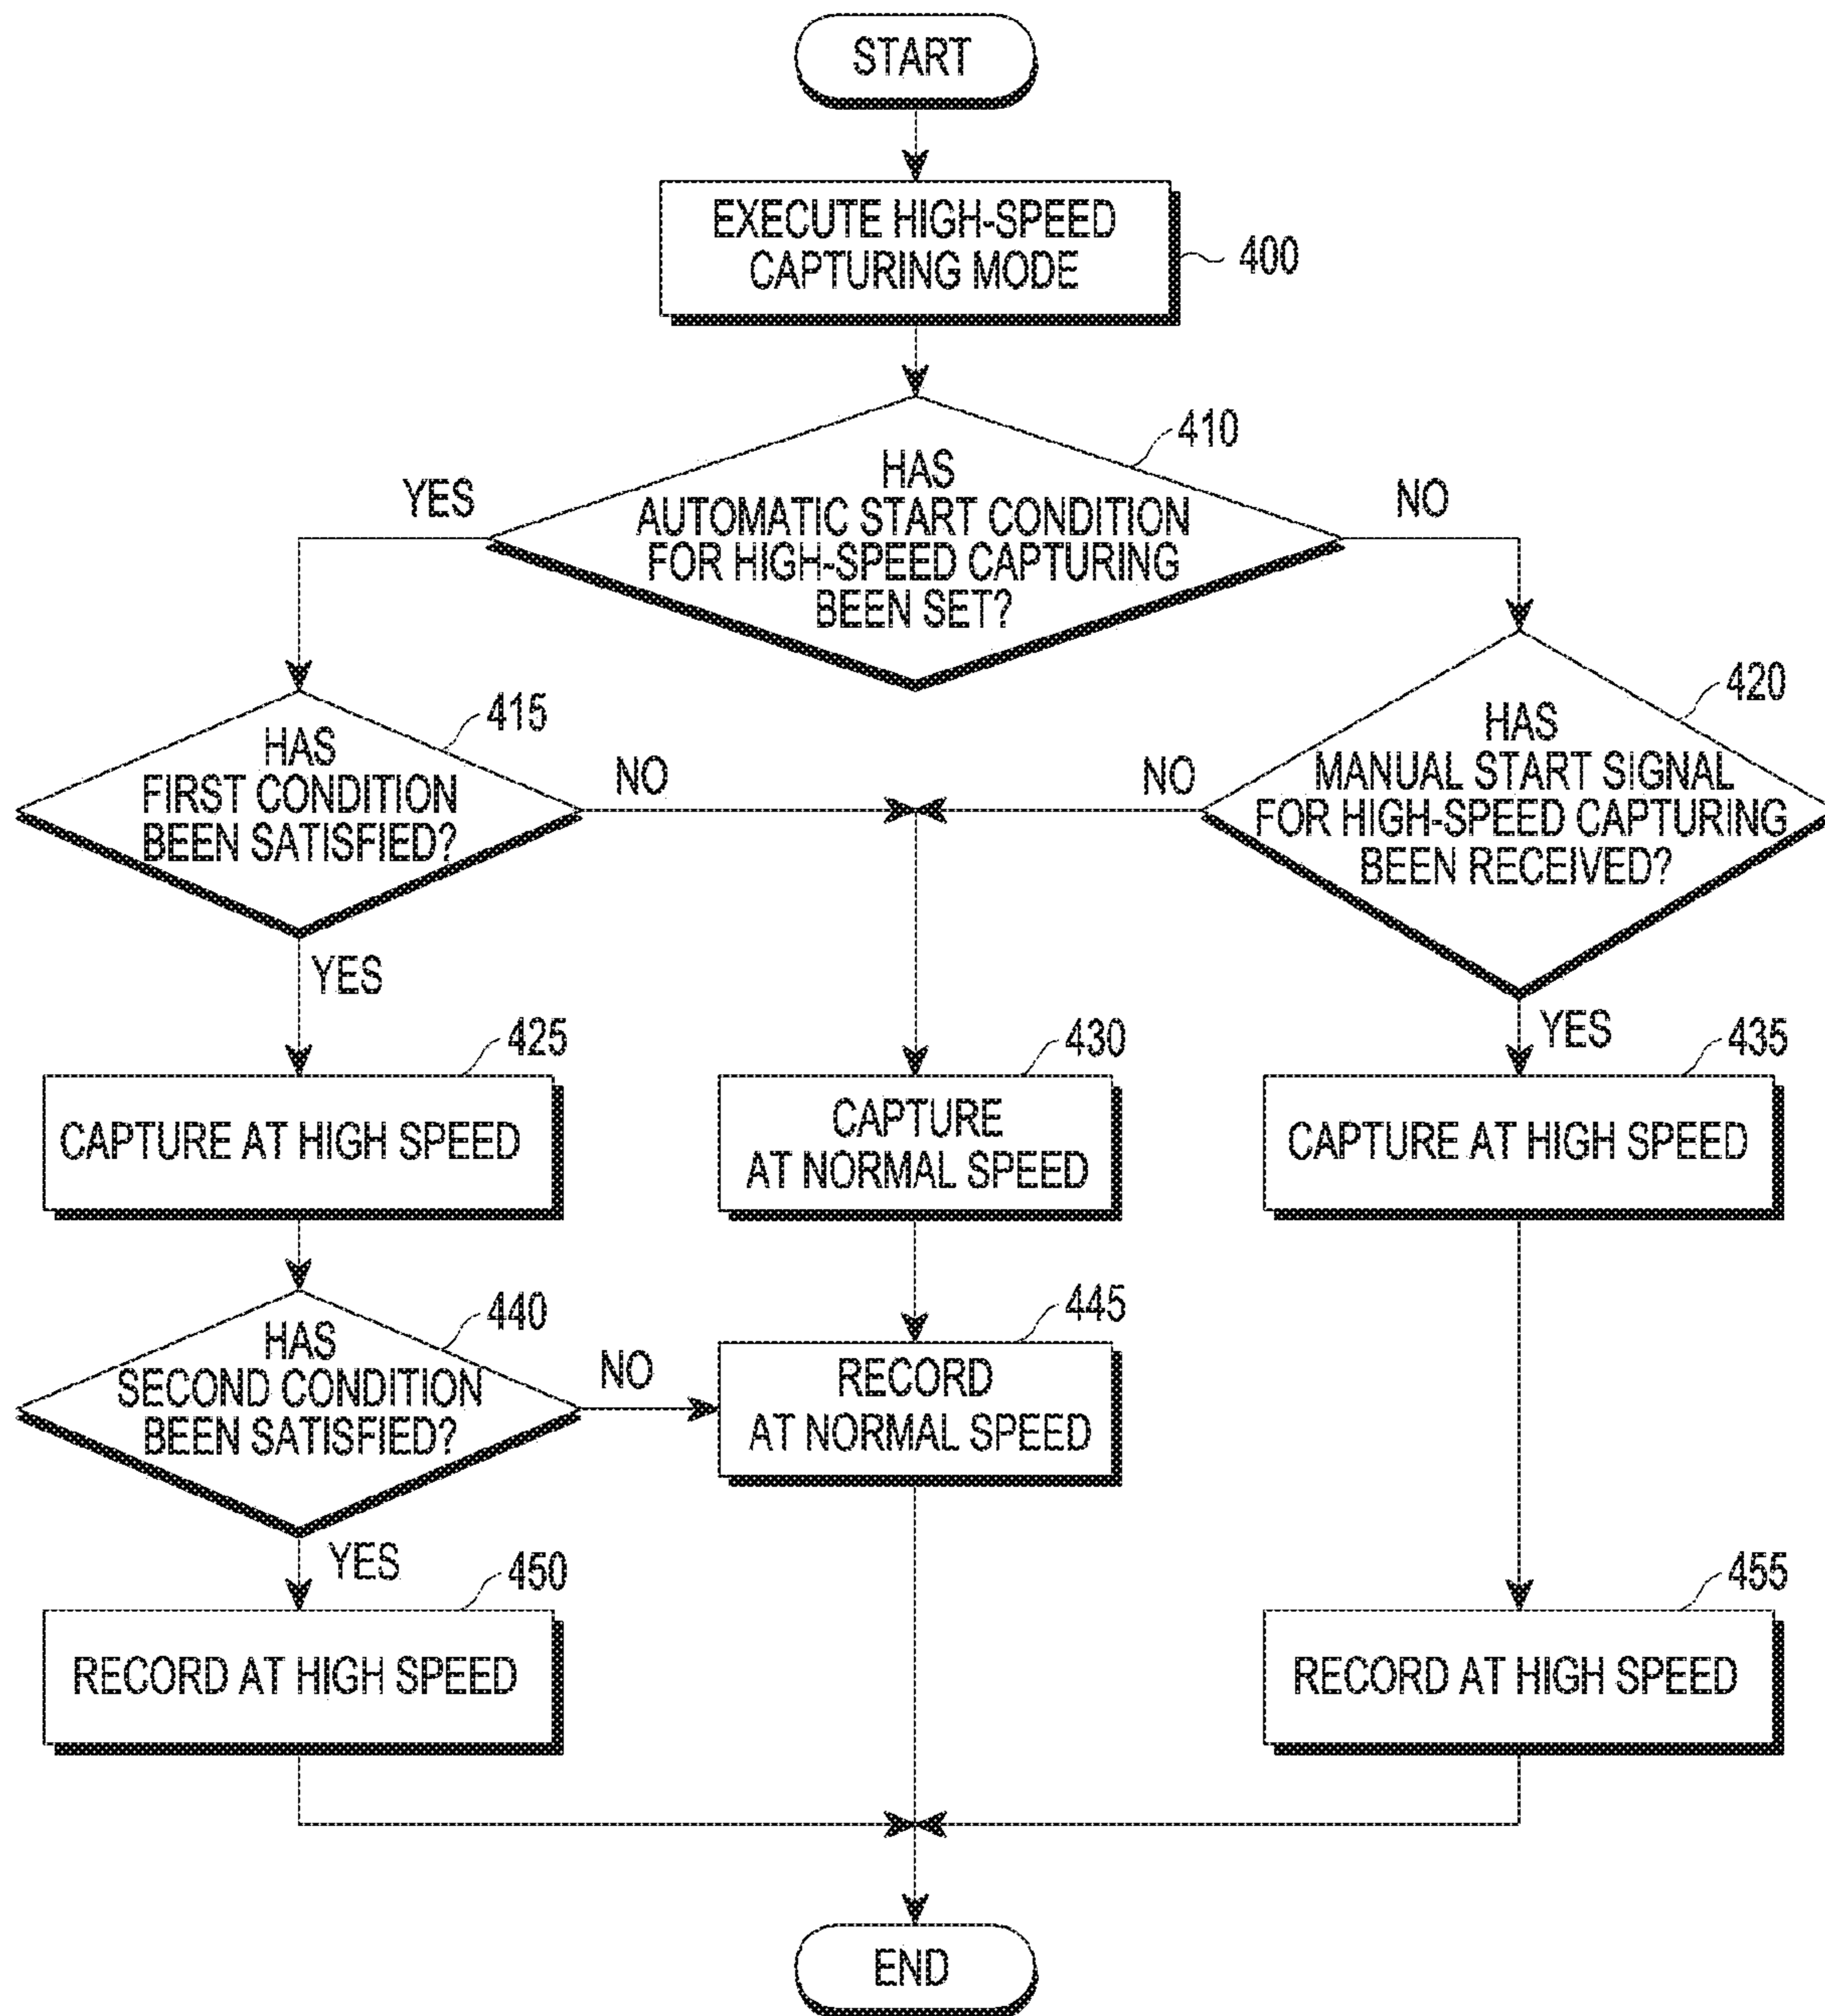 START
EXECUTE HIGH-SPEED
CAPTURING MODE
400
410
HAS
AUTOMATIC START CONDITION
FOR HIGH-SPEED CAPTURING
BEEN SET?
YES
NO
415
HAS
FIRST CONDITION
BEEN SATISFIED?
NO
YES
420
HAS
MANUAL START SIGNAL
FOR HIGH-SPEED CAPTURING
BEEN RECEIVED?
NO
YES
425
CAPTURE AT HIGH SPEED
430
CAPTURE
AT NORMAL SPEED
435
CAPTURE AT HIGH SPEED
440
HAS
SECOND CONDITION
BEEN SATISFIED?
NO
YES
445
RECORD
AT NORMAL SPEED
450
RECORD AT HIGH SPEED
455
RECORD AT HIGH SPEED
END